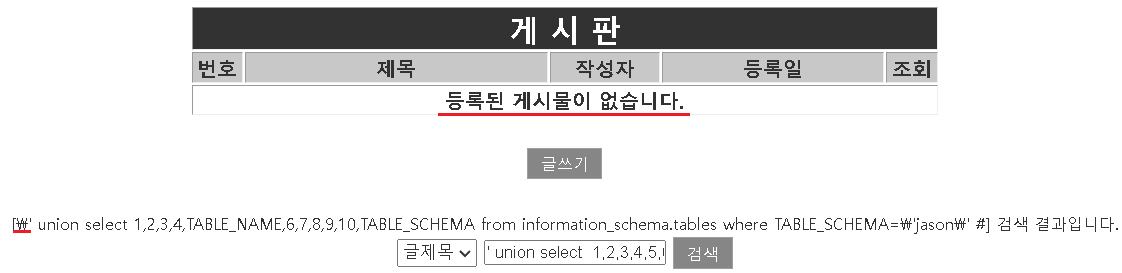 게 시 판
번호 제목 작성자 등록일 조회
등록된 게시물이 없습니다.
글쓰기
[₩' union select 1,2,3,4,TABLE_NAME,6,7,8,9,10,TABLE_SCHEMA from information_schema.tables where TABLE_SCHEMA=₩'jason₩' #] 검색 결과입니다.
글제목 ' union select 1,2,3,4,5, 검색